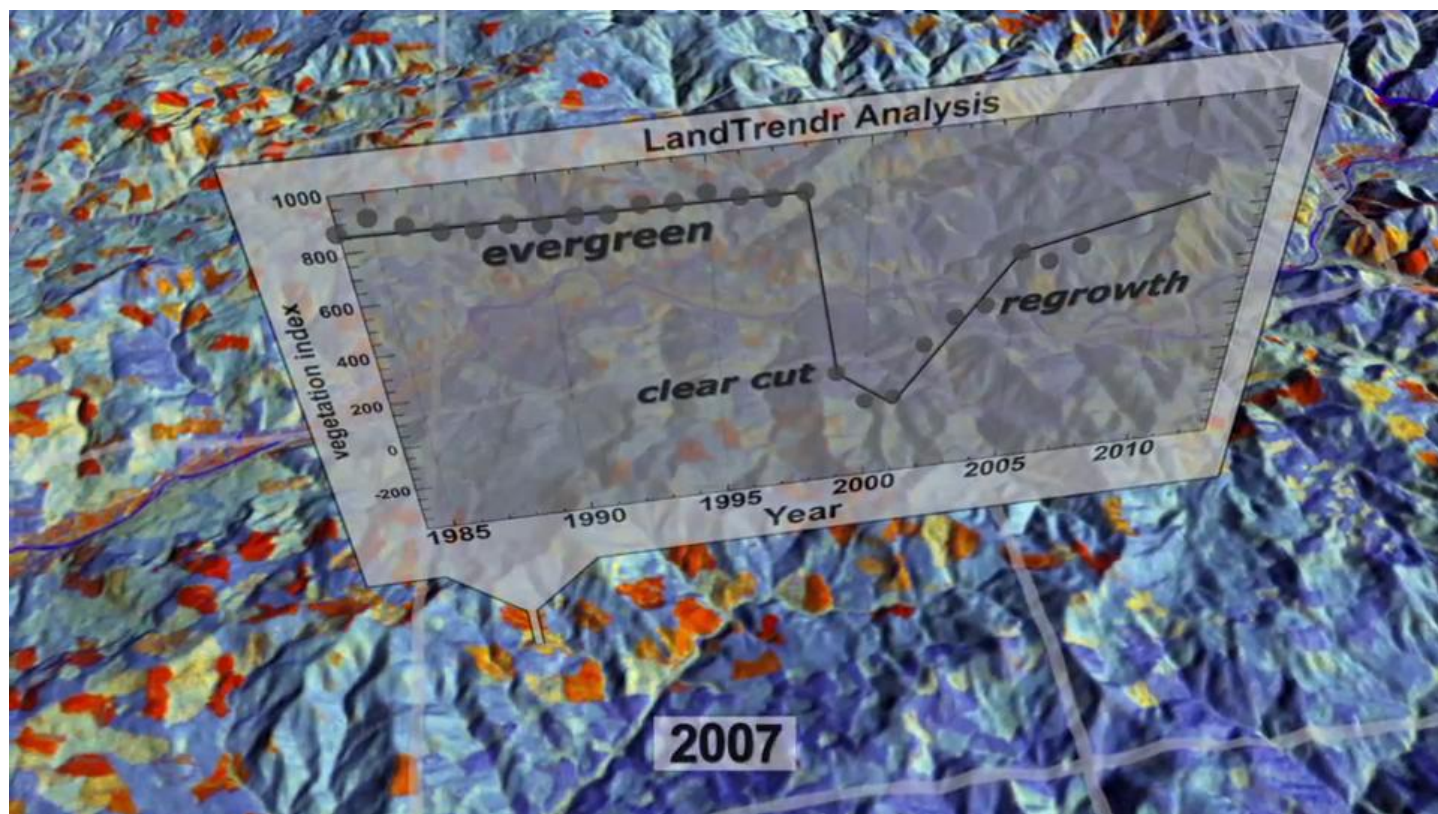 LandTrendr Analysis
1000
800
600
400
200
0
-200
vegetation index
evergreen
clear cut
regrowth
1985
1990
1995
2000
2005
2010
Year
2007